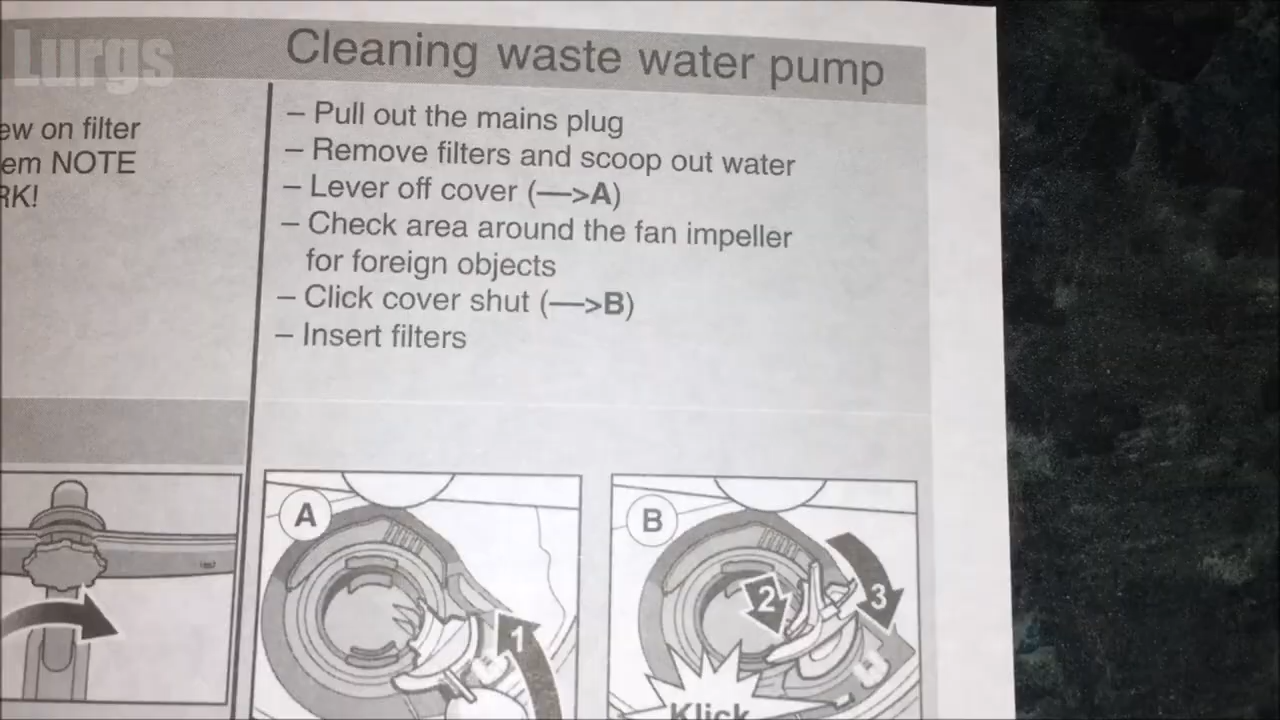 Lurgs
Cleaning waste water pump
ew on filter
em NOTE
RK!
– Pull out the mains plug
– Remove filters and scoop out water
– Lever off cover (—>A)
– Check area around the fan impeller
for foreign objects
– Click cover shut (—>B)
– Insert filters
A
1
B
2
3
Klick